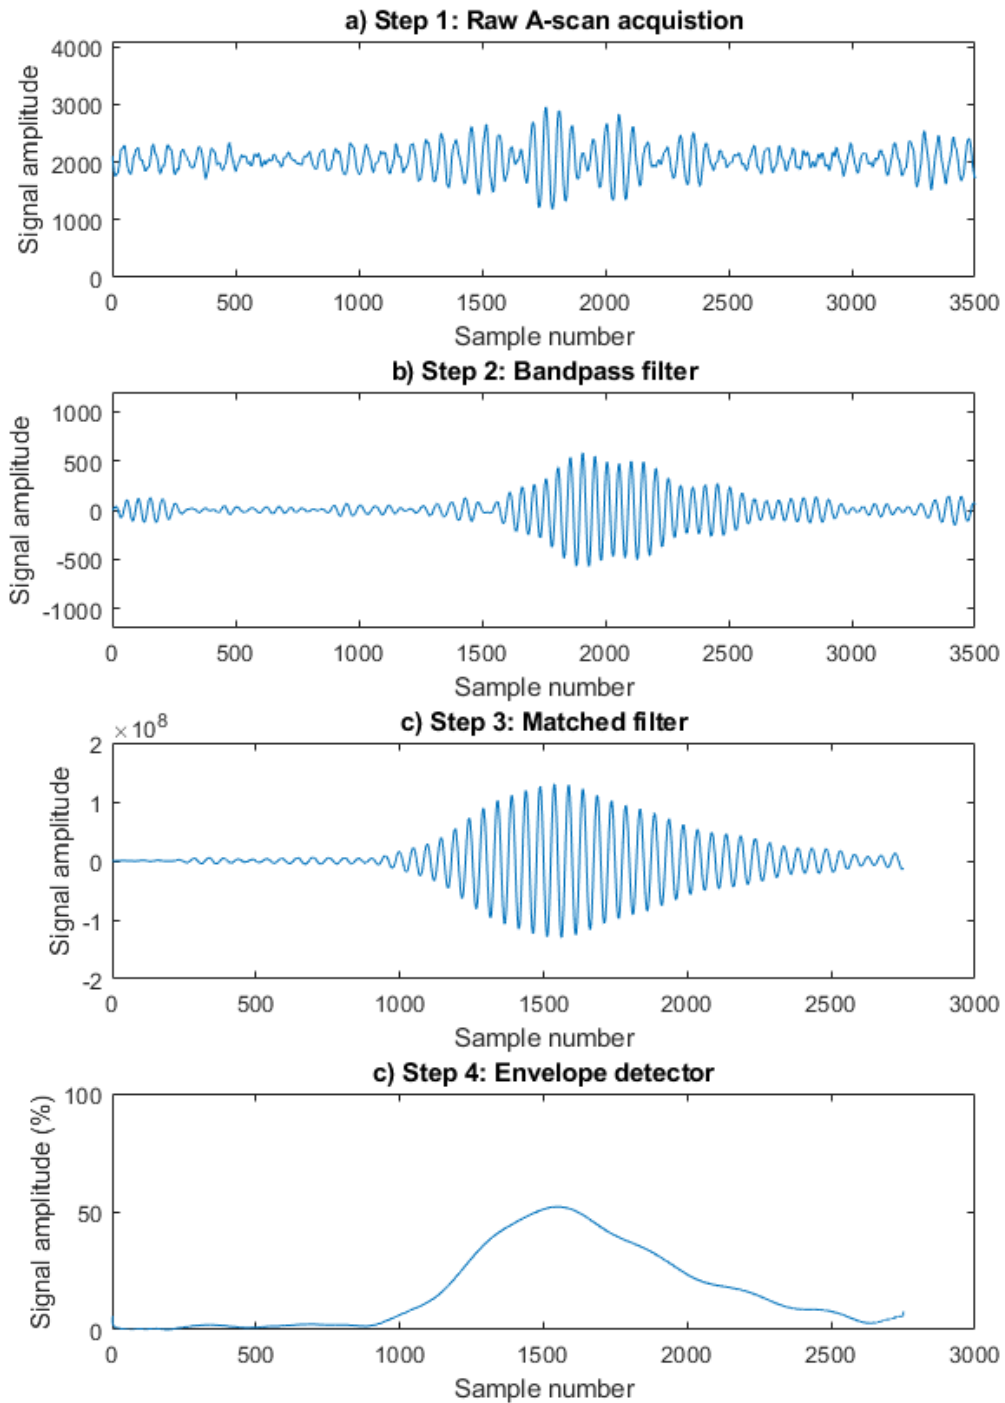 a) Step 1: Raw A-scan acquistion
Signal amplitude
4000
3000
2000
1000
0
0 500 1000 1500 2000 2500 3000 3500
Sample number
b) Step 2: Bandpass filter
Signal amplitude
1000
500
0
-500
-1000
0 500 1000 1500 2000 2500 3000 3500
Sample number
c) Step 3: Matched filter
×10^8
Signal amplitude
2
1
0
-1
-2
0 500 1000 1500 2000 2500 3000
Sample number
c) Step 4: Envelope detector
Signal amplitude (%)
100
50
0
0 500 1000 1500 2000 2500 3000
Sample number